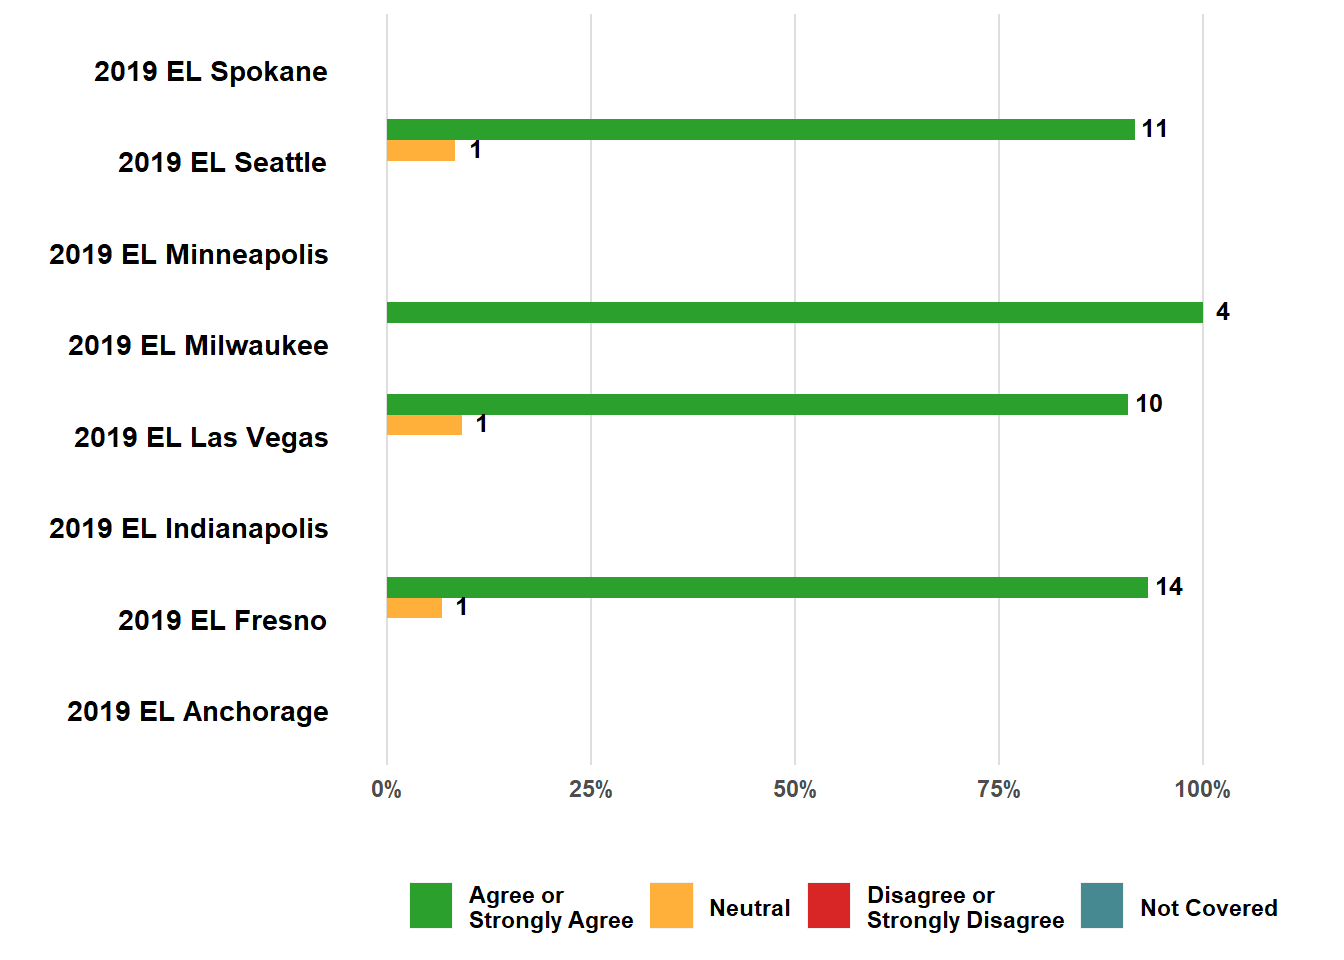 2019 EL Spokane
11
1
2019 EL Seattle
2019 EL Minneapolis
4
2019 EL Milwaukee
10
1
2019 EL Las Vegas
2019 EL Indianapolis
14
1
2019 EL Fresno
2019 EL Anchorage
0% 25% 50% 75% 100%
Agree or
Strongly Agree
Neutral
Disagree or
Strongly Disagree
Not Covered